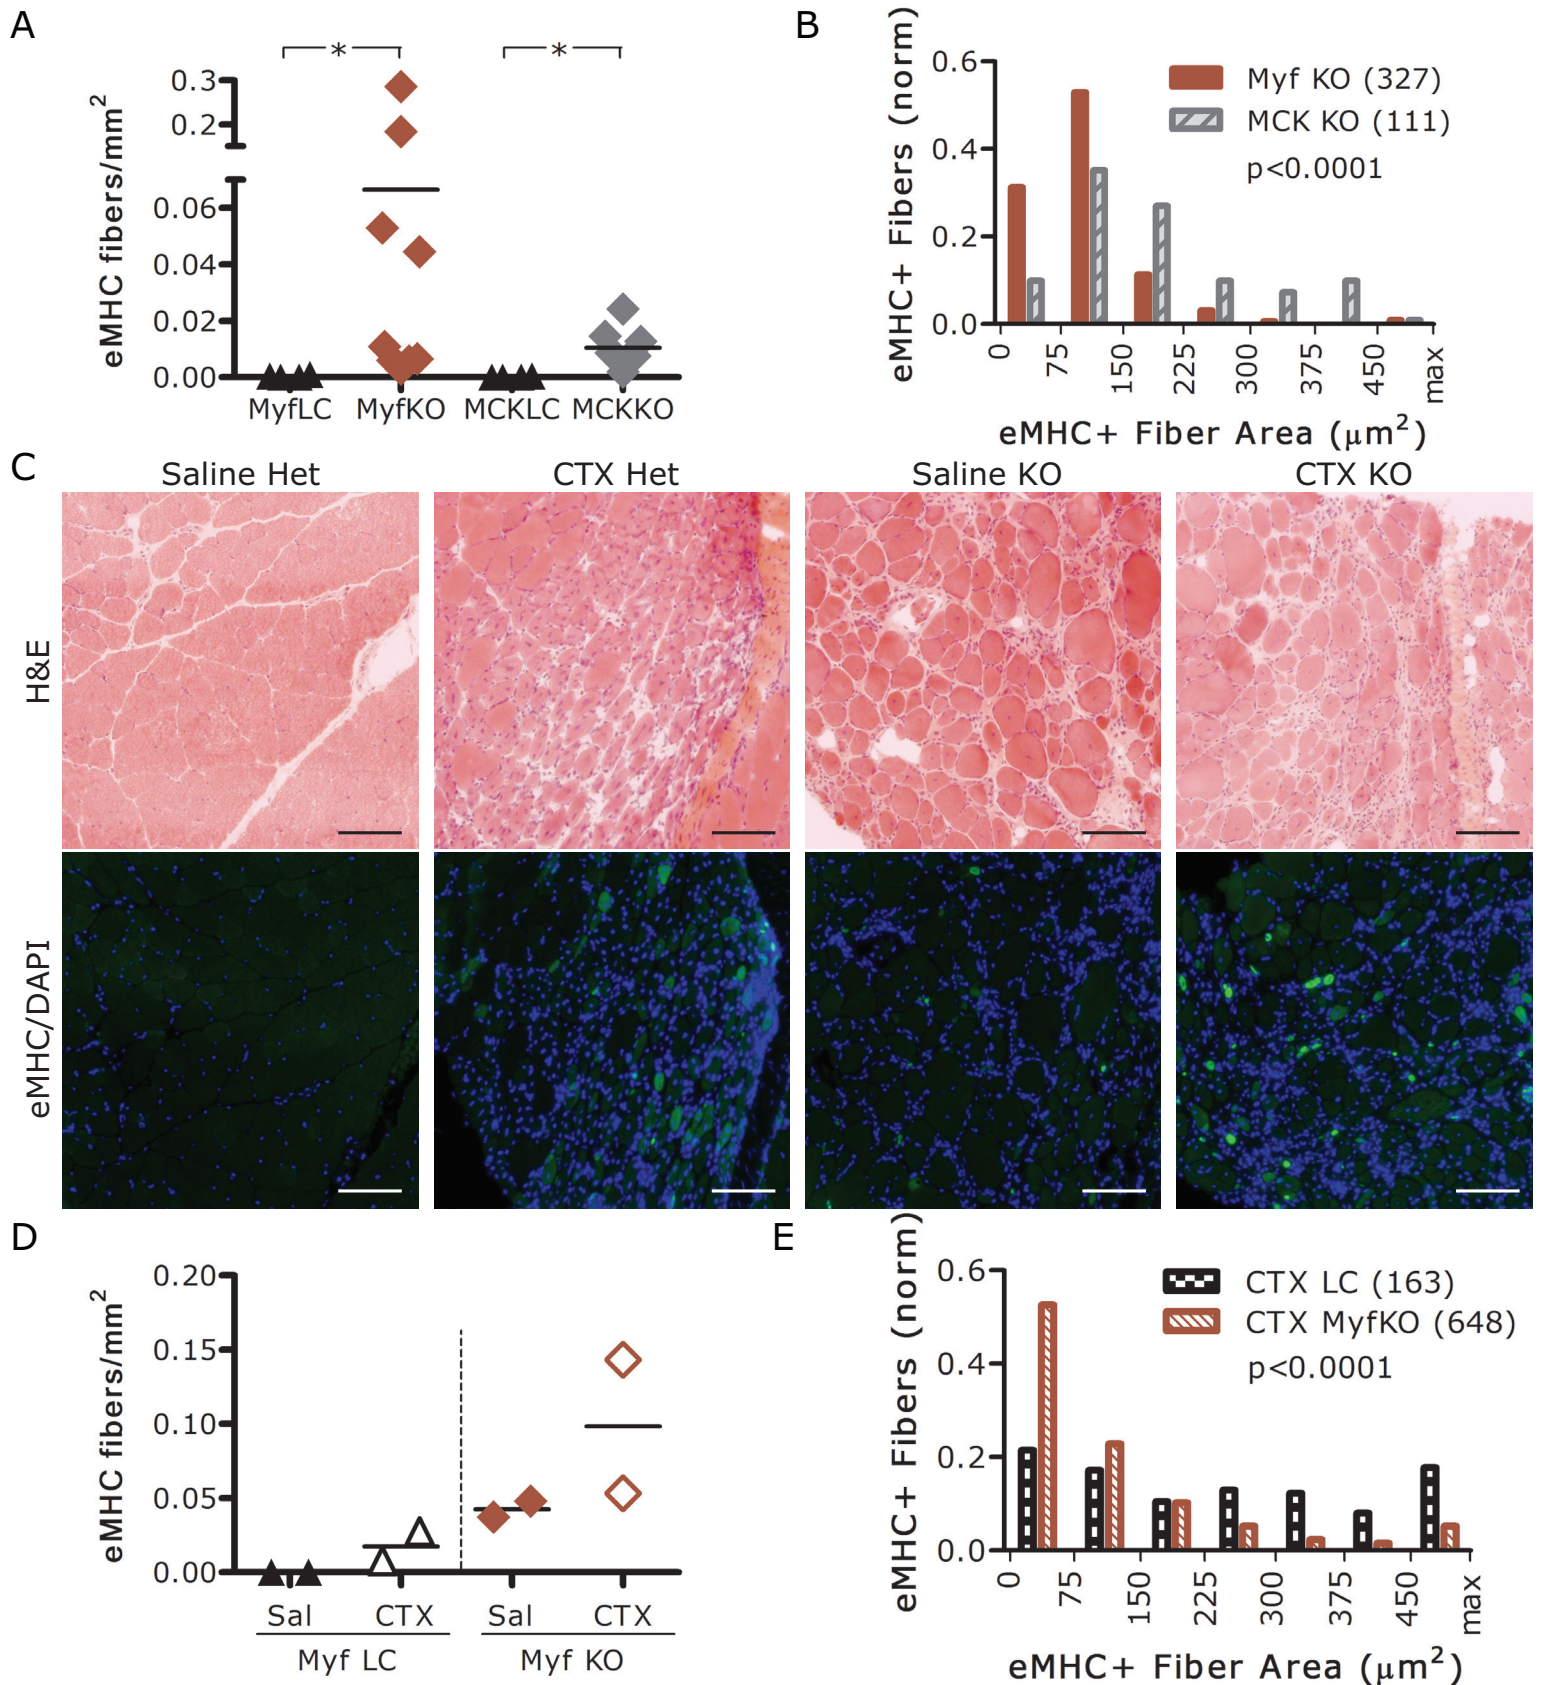 A
eMHC fibers/mm²
0.3
0.2
0.06
0.04
0.02
0.00
*
*
MyfLC MyfKO MCKLC MCKKO
B
eMHC+ Fibers (norm)
0.6
0.4
0.2
0.0
Myf KO (327)
MCK KO (111)
p<0.0001
0 75 150 225 300 375 450 max
eMHC+ Fiber Area (μm²)
C
Saline Het CTX Het Saline KO CTX KO
H&E
eMHC/DAPI
D
eMHC fibers/mm²
0.20
0.15
0.10
0.05
0.00
Sal CTX Sal CTX
Myf LC Myf KO
E
eMHC+ Fibers (norm)
0.6
0.4
0.2
0.0
CTX LC (163)
CTX MyfKO (648)
p<0.0001
0 75 150 225 300 375 450 max
eMHC+ Fiber Area (μm²)